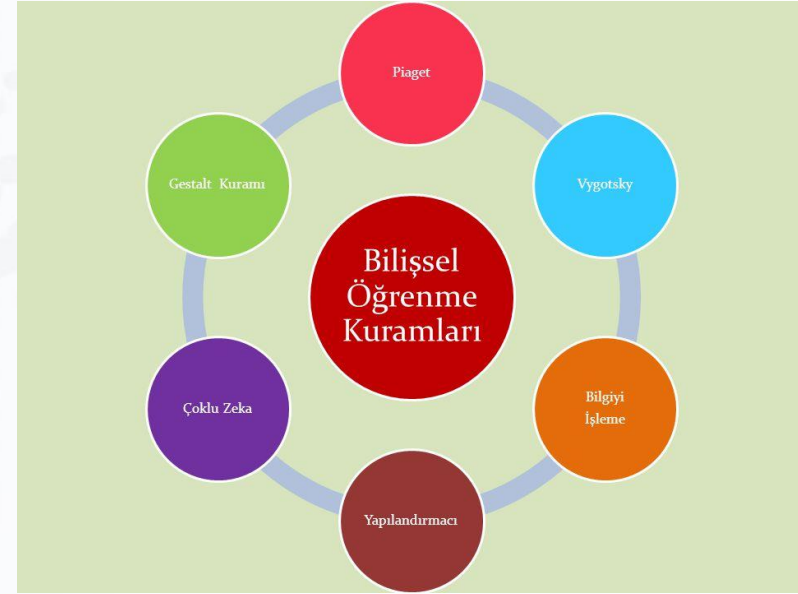 Piaget
Vygotsky
Bilgiyi
İşleme
Yapılandırmacı
Çoklu Zeka
Gestalt Kuramı
Bilişsel
Öğrenme
Kuramları